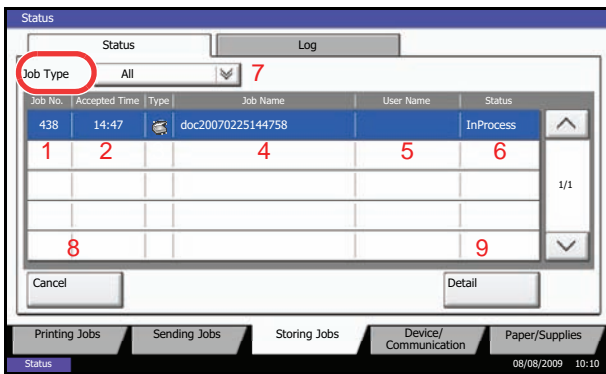 Status
Status Log
Job Type All 7
Job No. Accepted Time Type Job Name User Name Status
438 14:47 doc20070225144758 InProcess
1 2 4 5 6
1/1
8 9
Cancel Detail
Printing Jobs Sending Jobs Storing Jobs Device/ Communication Paper/Supplies
Status 08/08/2009 10:10